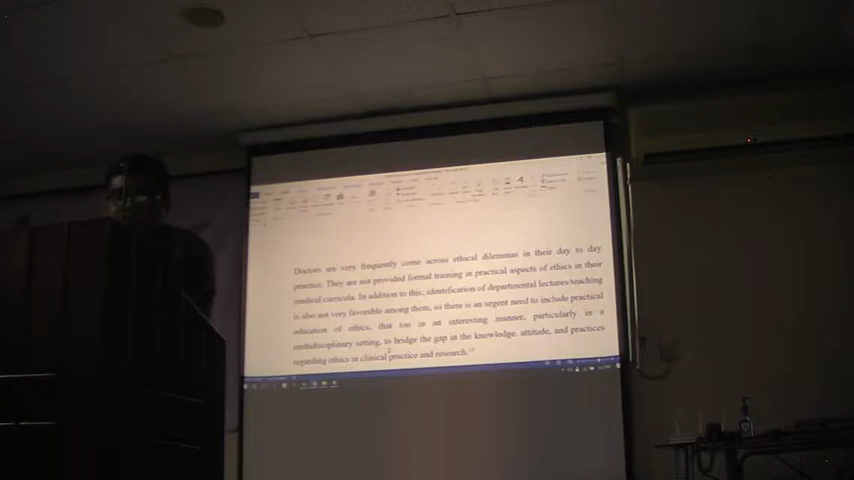 Doctors are very frequently come across ethical dilemmas in their day to day
practice. They are not provided formal training in practical aspects of ethics in their
medical curricula. In addition to this, identification of departmental lectures/teaching
is also not very favorable among them, so there is an urgent need to include practical
education of ethics, that too in an interesting manner, particularly in a
multidisciplinary setting, to bridge the gap in the knowledge, attitude, and practices
regarding ethics in clinical practice and research.